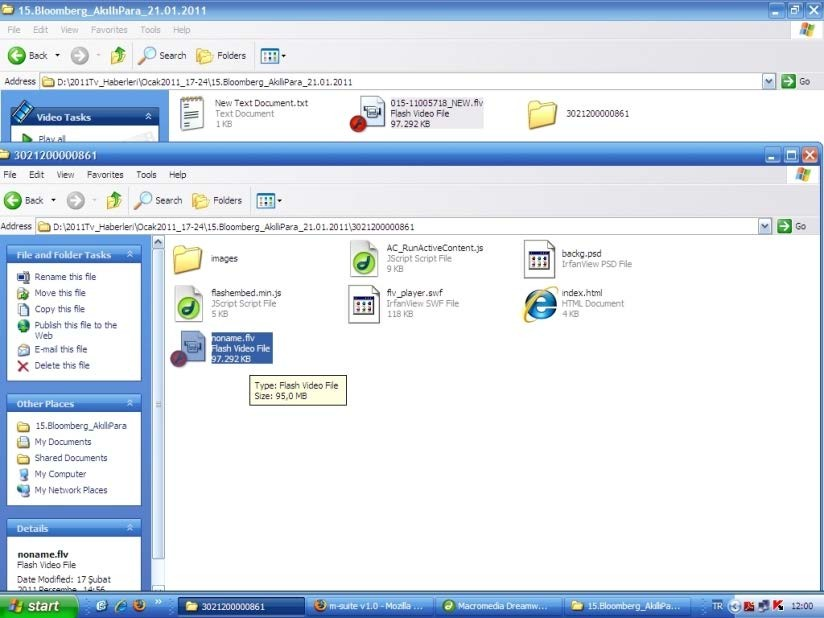 15.Bloomberg_AkıllıPara_21.01.2011
File Edit View Favorites Tools Help
Back Search Folders
Address D:\2011Tv_Haberleri\Ocak2011_17-24\15.Bloomberg_AkıllıPara_21.01.2011 Go
Video Tasks
Play all
New Text Document.txt
Text Document
1 KB
015-11005718_NEW.flv
Flash Video File
97.292 KB
3021200000861
3021200000861
File Edit View Favorites Tools Help
Back Search Folders
Address D:\2011Tv_Haberleri\Ocak2011_17-24\15.Bloomberg_AkıllıPara_21.01.2011\3021200000861 Go
File and Folder Tasks
Rename this file
Move this file
Copy this file
Publish this file to the
Web
E-mail this file
Delete this file
Other Places
15.Bloomberg_AkıllıPara
My Documents
Shared Documents
My Computer
My Network Places
Details
noname.flv
Flash Video File
Date Modified: 17 Şubat
2011 Perşembe, 14:56
images
AC_RunActiveContent.js
JScript Script File
9 KB
backg.psd
IrfanView PSD File
flashembed.min.js
JScript Script File
5 KB
flv_player.swf
IrfanView SWF File
118 KB
index.html
HTML Document
4 KB
noname.flv
Flash Video File
97.292 KB
Type: Flash Video File
Size: 95,0 MB
start
3021200000861
m-suite v1.0 - Mozilla ...
Macromedia Dreamw...
15.Bloomberg_AkıllıPa...
TR
12:00